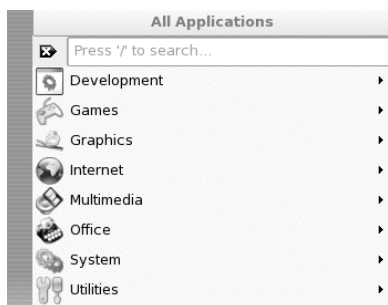 All Applications
Press '/' to search...
Development
Games
Graphics
Internet
Multimedia
Office
System
Utilities